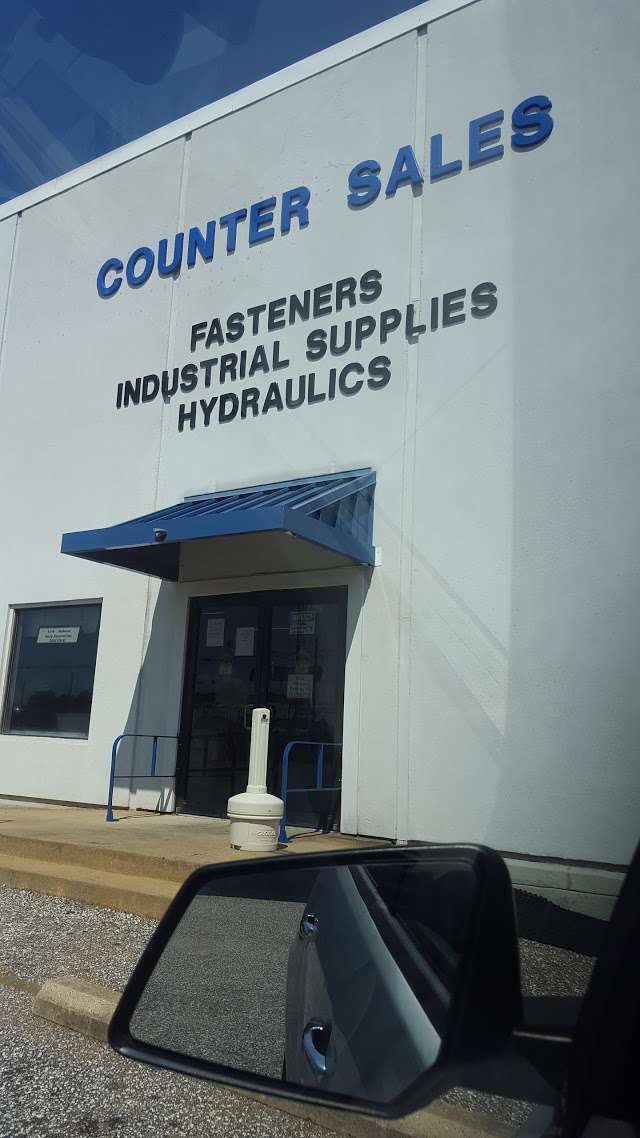 COUNTER SALES
FASTENERS
INDUSTRIAL SUPPLIES
HYDRAULICS